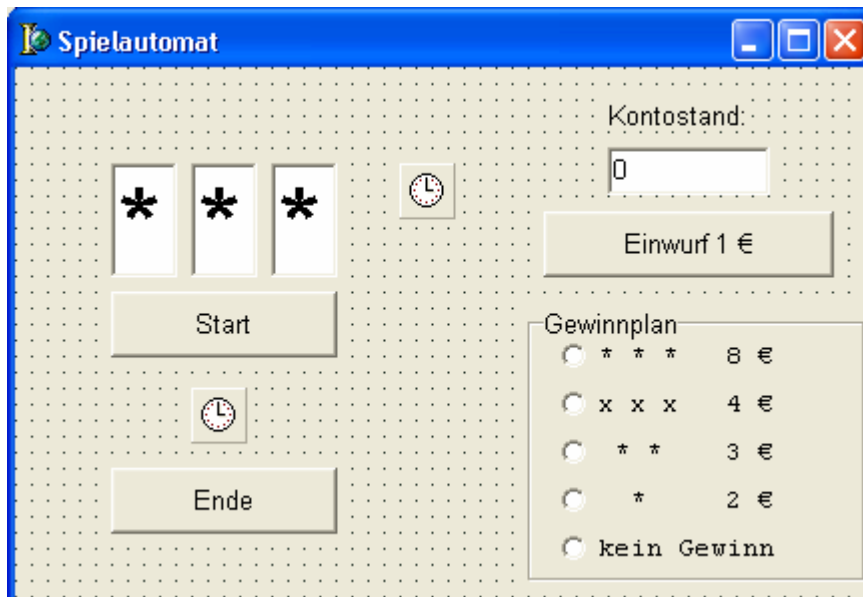 Spielautomat
Kontostand:
0
* * *
Einwurf 1 €
Start
Gewinnplan
* * * 8 €
x x x 4 €
* * 3 €
* 2 €
kein Gewinn
Ende